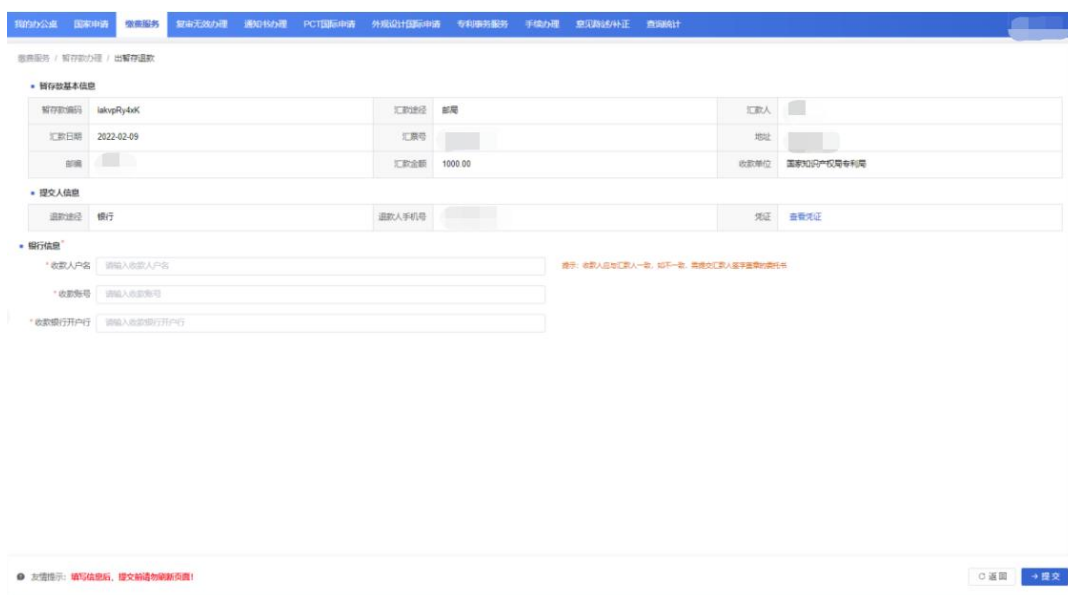 我的办公桌 国家申请 缴费服务 复审无效办理 通知书办理 PCT国际申请 外观设计国际申请 专利事务服务 手续办理 意见陈述/补正 查询统计
缴费服务 / 暂存款办理 / 出暂存退款
暂存款基本信息
暂存款编码 iakvpRy4xK 汇款途径 邮局 汇款人
汇款日期 2022-02-09 汇票号 地址
邮编 汇款金额 1000.00 收款单位 国家知识产权局专利局
提交人信息
退款途径 银行 退款人手机号 凭证 查看凭证
银行信息*
*收款人户名 请输入收款人户名 提示：收款人应与汇款人一致，如不一致，需提交汇款人签字盖章的委托书
*收款账号 请输入收款账号
*收款银行开户行 请输入收款银行开户行
友情提示：填写信息后，提交前请勿刷新页面！ 返回 提交